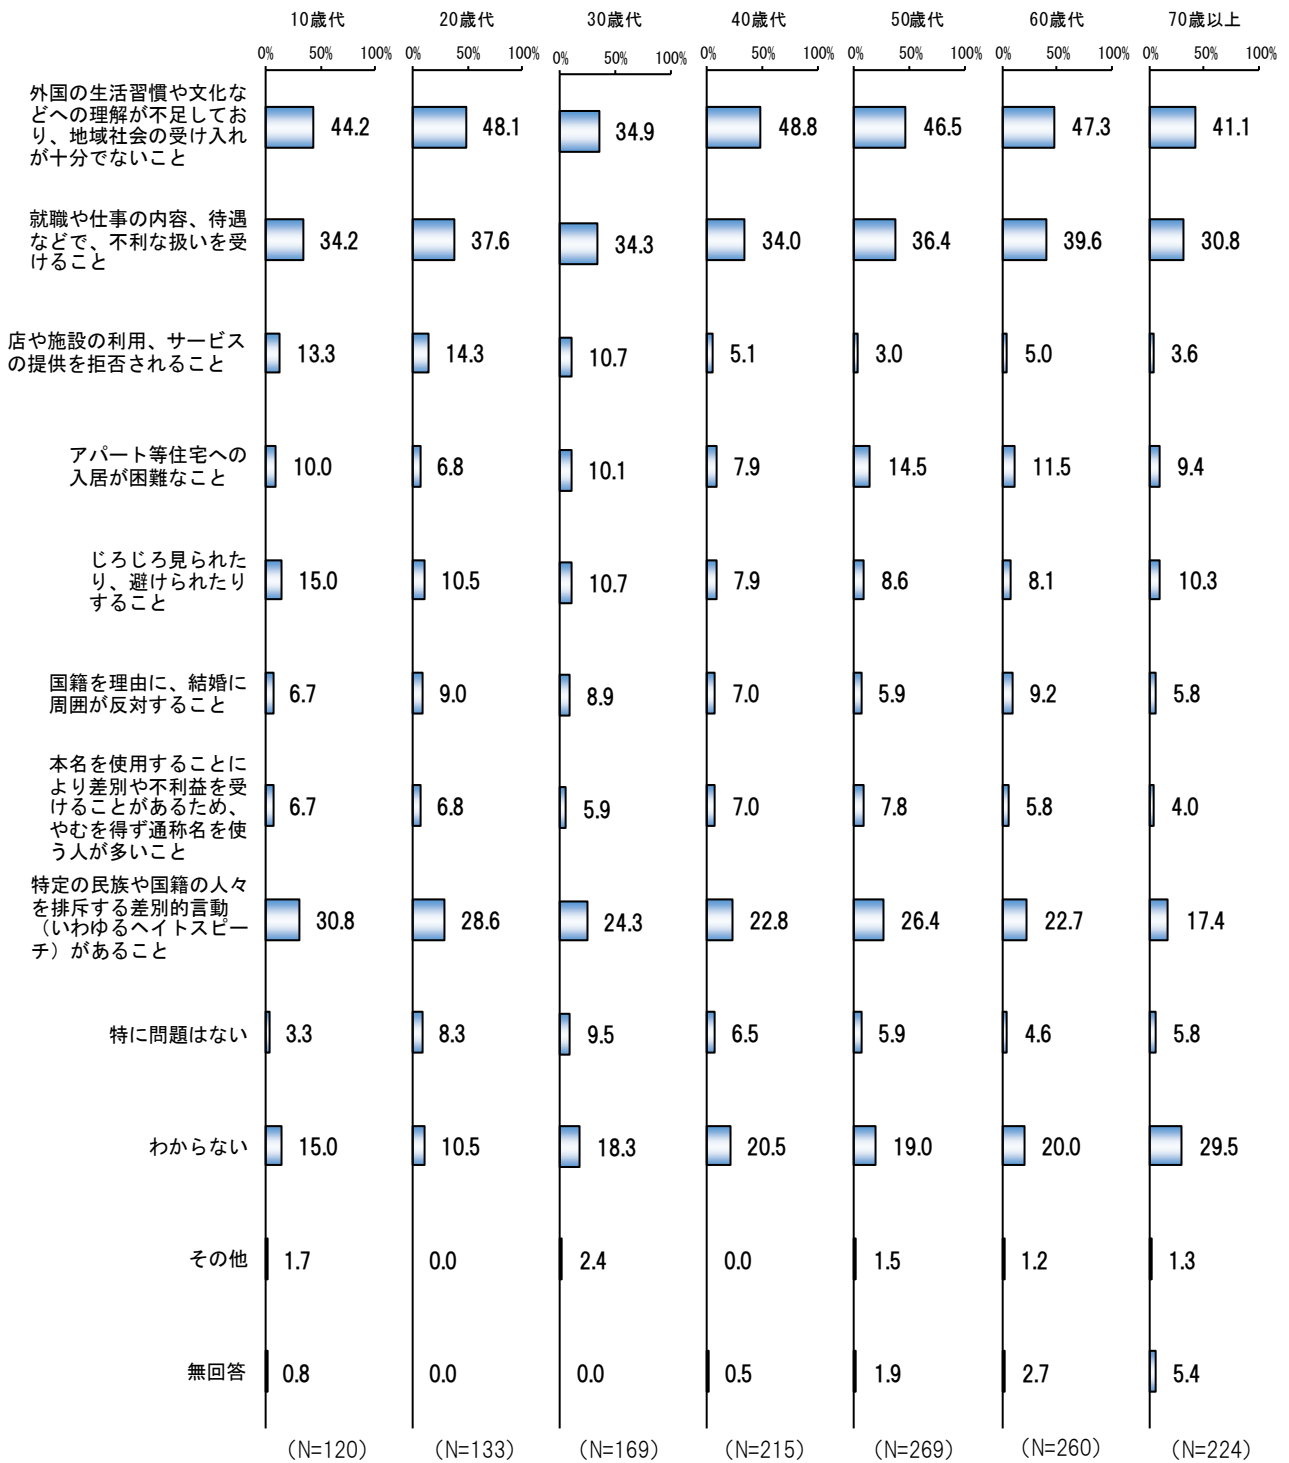 10歳代 20歳代 30歳代 40歳代 50歳代 60歳代 70歳以上
0% 50% 100% 0% 50% 100% 0% 50% 100% 0% 50% 100% 0% 50% 100% 0% 50% 100% 0% 50% 100%
外国の生活習慣や文化な
どへの理解が不足してお
り、地域社会の受け入れ
が十分でないこと
44.2 48.1 34.9 48.8 46.5 47.3 41.1
就職や仕事の内容、待遇
などで、不利な扱いを受
けること
34.2 37.6 34.3 34.0 36.4 39.6 30.8
店や施設の利用、サービス
の提供を拒否されること
13.3 14.3 10.7 5.1 3.0 5.0 3.6
アパート等住宅への
入居が困難なこと
10.0 6.8 10.1 7.9 14.5 11.5 9.4
じろじろ見られた
り、避けられたり
すること
15.0 10.5 10.7 7.9 8.6 8.1 10.3
国籍を理由に、結婚に
周囲が反対すること
6.7 9.0 8.9 7.0 5.9 9.2 5.8
本名を使用することに
より差別や不利益を受
けることがあるため、
やむを得ず通称名を使
う人が多いこと
6.7 6.8 5.9 7.0 7.8 5.8 4.0
特定の民族や国籍の人々
を排斥する差別的言動
（いわゆるヘイトスピー
チ）があること
30.8 28.6 24.3 22.8 26.4 22.7 17.4
特に問題はない
3.3 8.3 9.5 6.5 5.9 4.6 5.8
わからない
15.0 10.5 18.3 20.5 19.0 20.0 29.5
その他
1.7 0.0 2.4 0.0 1.5 1.2 1.3
無回答
0.8 0.0 0.0 0.5 1.9 2.7 5.4
（N=120） （N=133） （N=169） （N=215） （N=269） （N=260） （N=224）